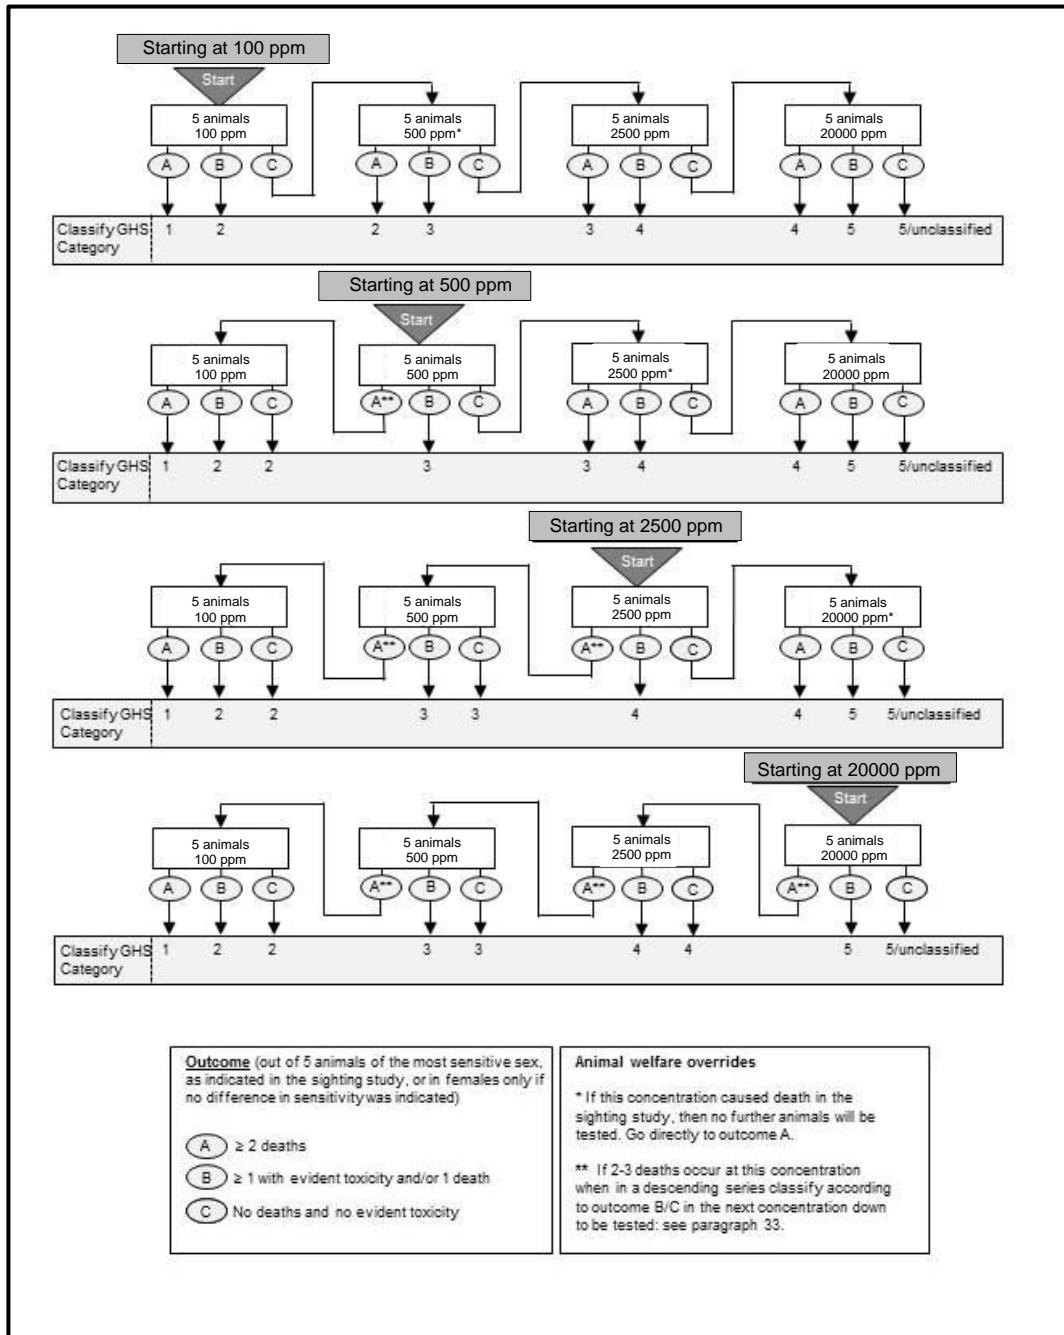 Starting at 100 ppm
Start
5 animals
100 ppm
5 animals
500 ppm*
5 animals
2500 ppm
5 animals
20000 ppm
A B C A B C A B C A B C
Classify GHS Category 1 2 2 3 3 4 4 5 5/unclassified
Starting at 500 ppm
Start
5 animals
100 ppm
5 animals
500 ppm
5 animals
2500 ppm*
5 animals
20000 ppm
A B C A** B C A B C A B C
Classify GHS Category 1 2 2 3 3 4 4 5 5/unclassified
Starting at 2500 ppm
Start
5 animals
100 ppm
5 animals
500 ppm
5 animals
2500 ppm
5 animals
20000 ppm*
A B C A** B C A** B C A B C
Classify GHS Category 1 2 2 3 3 4 4 5 5/unclassified
Starting at 20000 ppm
Start
5 animals
100 ppm
5 animals
500 ppm
5 animals
2500 ppm
5 animals
20000 ppm
A B C A** B C A** B C A** B C
Classify GHS Category 1 2 2 3 3 4 4 5 5/unclassified
Outcome (out of 5 animals of the most sensitive sex,
as indicated in the sighting study, or in females only if
no difference in sensitivity was indicated)
A ≥ 2 deaths
B ≥ 1 with evident toxicity and/or 1 death
C No deaths and no evident toxicity
Animal welfare overrides
* If this concentration caused death in the
sighting study, then no further animals will be
tested. Go directly to outcome A.
** If 2-3 deaths occur at this concentration
when in a descending series classify according
to outcome B/C in the next concentration down
to be tested: see paragraph 33.